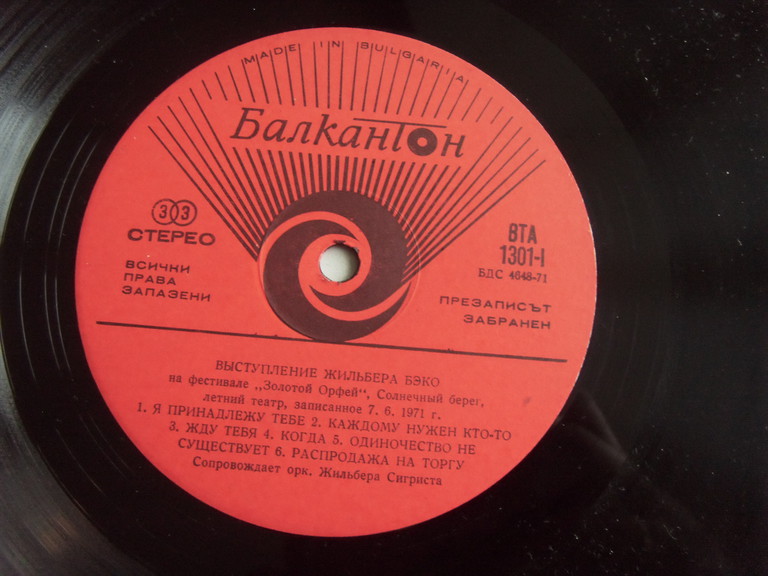 MADE IN BULGARIA
Балкантон
33
СТЕРЕО
ВСИЧКИ
ПРАВА
ЗАПАЗЕНИ
ВТА
1301-I
БДС 4648-71
ПРЕЗАПИСЪТ
ЗАБРАНЕН
ВЫСТУПЛЕНИЕ ЖИЛЬБЕРА БЭКО
на фестивале „Золотой Орфей“, Солнечный берег,
летний театр, записанное 7. 6. 1971 г.
1. Я ПРИНАДЛЕЖУ ТЕБЕ 2. КАЖДОМУ НУЖЕН КТО-ТО
3. ЖДУ ТЕБЯ 4. КОГДА 5. ОДИНОЧЕСТВО НЕ
СУЩЕСТВУЕТ 6. РАСПРОДАЖА НА ТОРГУ
Сопровождает орк. Жильбера Сигриста